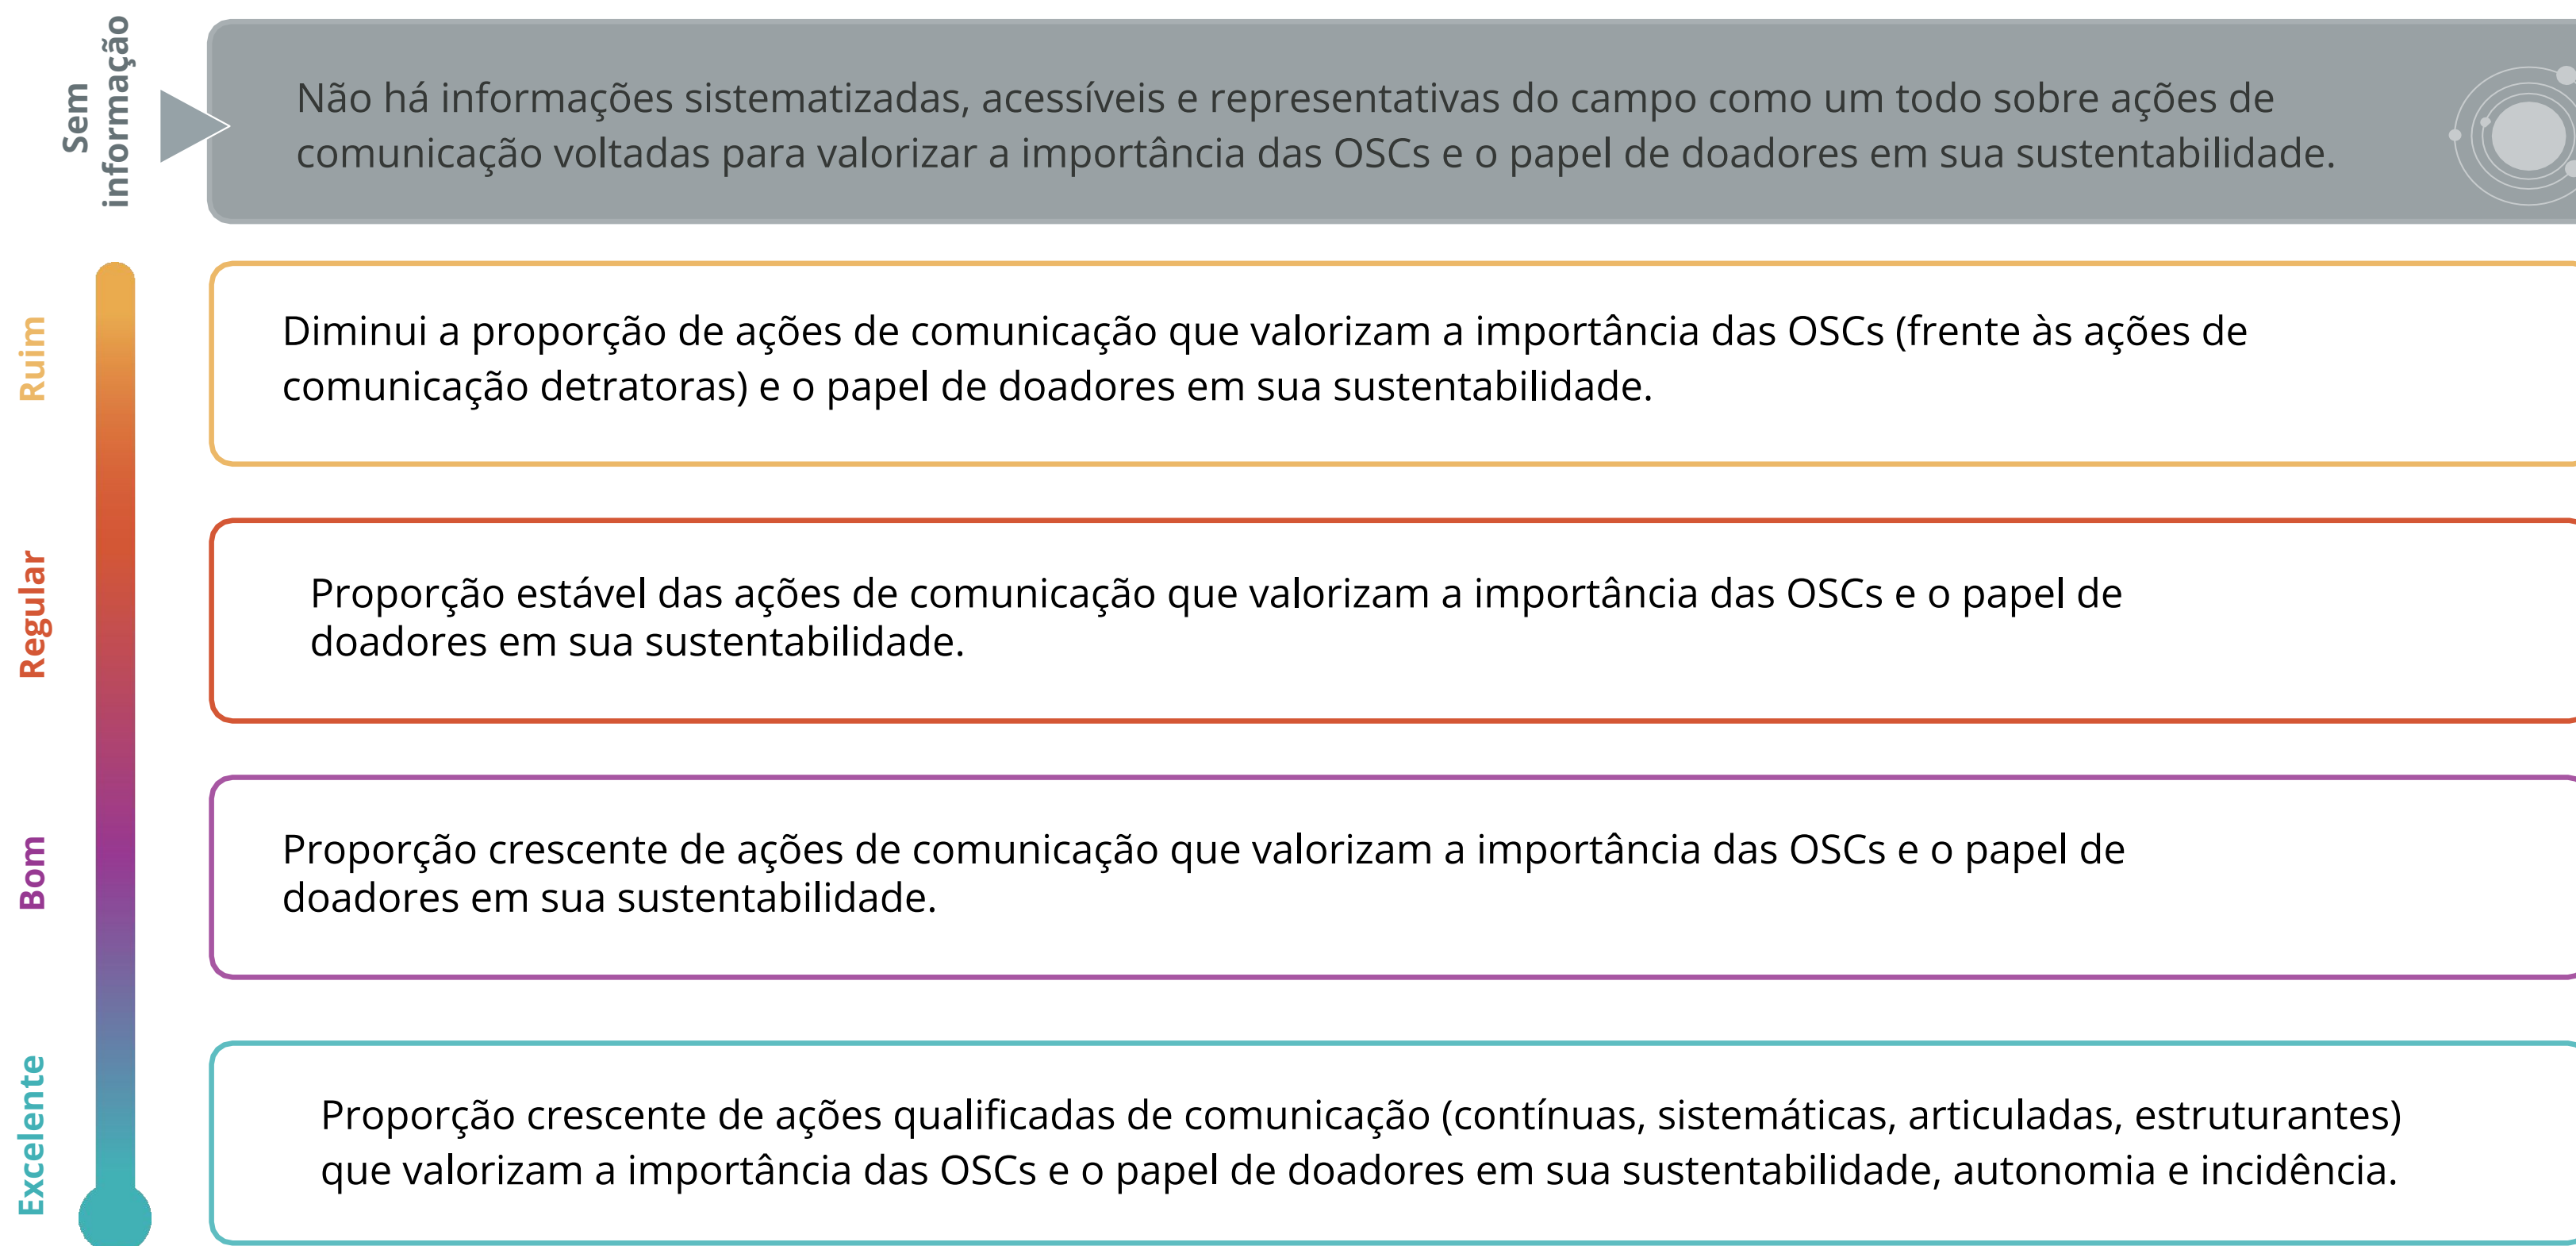 Sem
informação
Não há informações sistematizadas, acessíveis e representativas do campo como um todo sobre ações de
comunicação voltadas para valorizar a importância das OSCs e o papel de doadores em sua sustentabilidade.
Ruim
Diminui a proporção de ações de comunicação que valorizam a importância das OSCs (frente às ações de
comunicação detratoras) e o papel de doadores em sua sustentabilidade.
Regular
Proporção estável das ações de comunicação que valorizam a importância das OSCs e o papel de
doadores em sua sustentabilidade.
Bom
Proporção crescente de ações de comunicação que valorizam a importância das OSCs e o papel de
doadores em sua sustentabilidade.
Excelente
Proporção crescente de ações qualificadas de comunicação (contínuas, sistemáticas, articuladas, estruturantes)
que valorizam a importância das OSCs e o papel de doadores em sua sustentabilidade, autonomia e incidência.